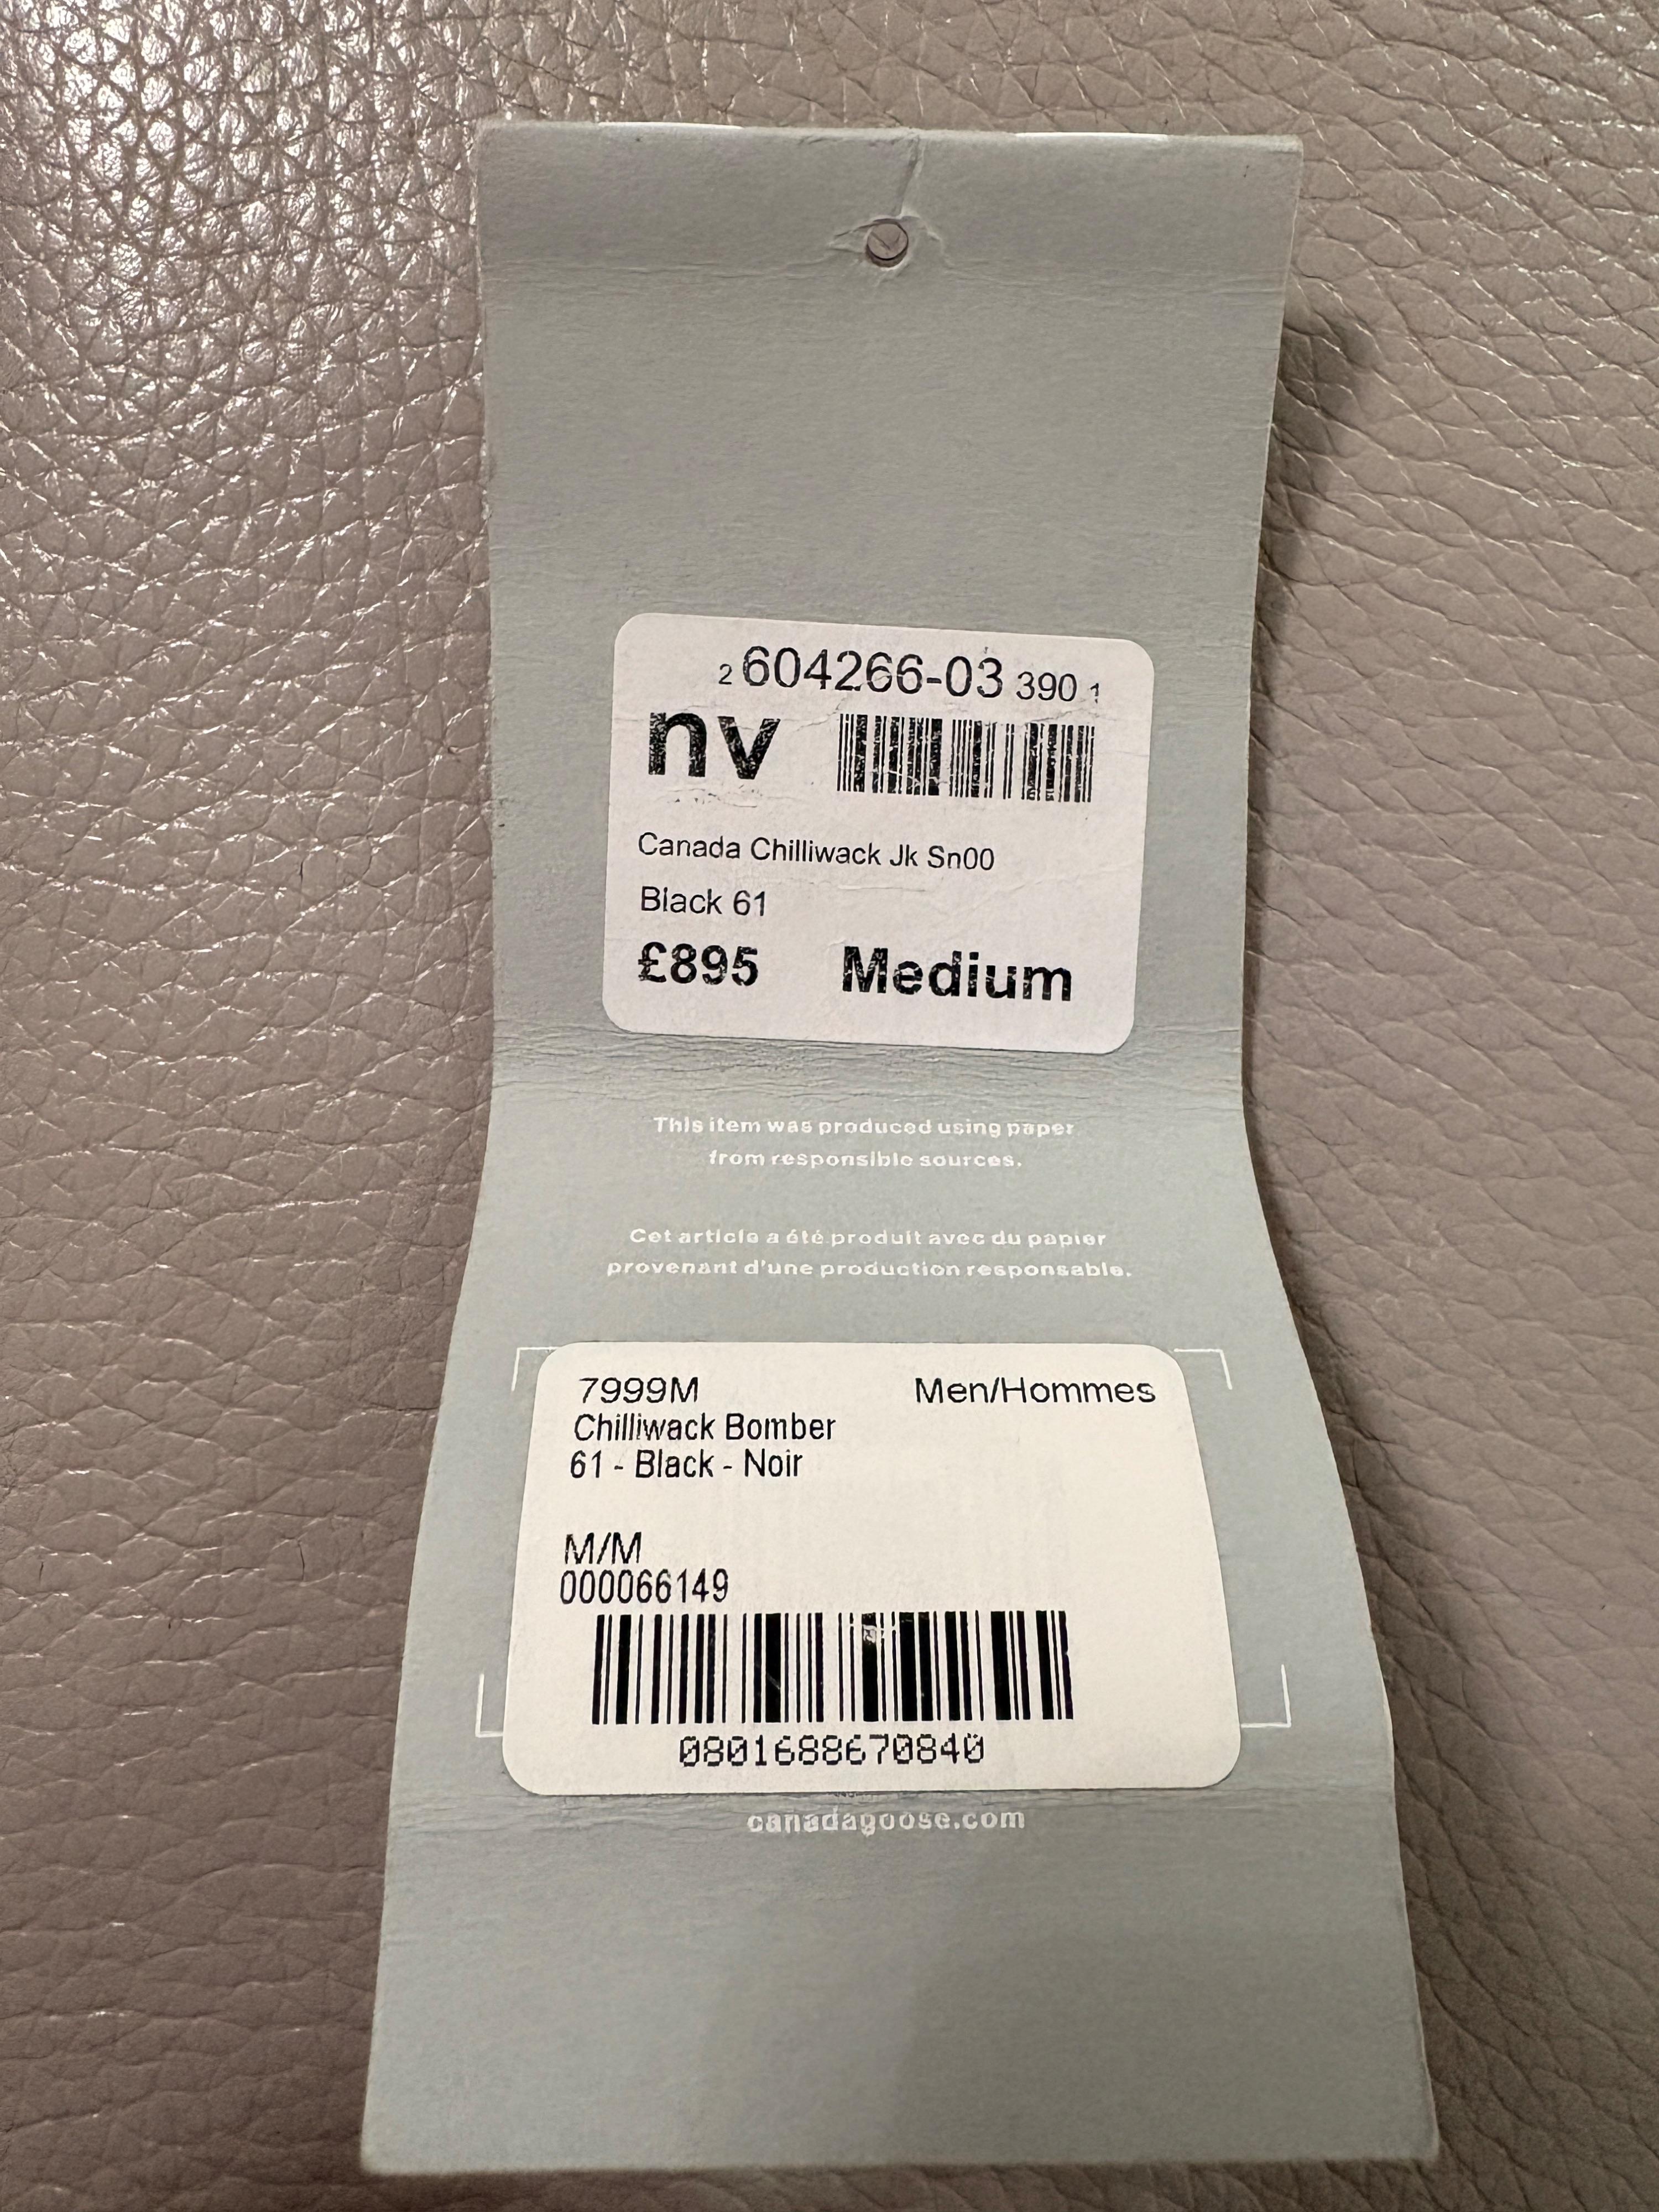 2 604266-03 390 1
nv
Canada Chilliwack Jk Sn00
Black 61
£895 Medium
This item was produced using paper
from responsible sources.
Cet article a été produit avec du papier
provenant d'une production responsable.
7999M Men/Hommes
Chilliwack Bomber
61 - Black - Noir
M/M
000066149
0801688670840
canadagoose.com